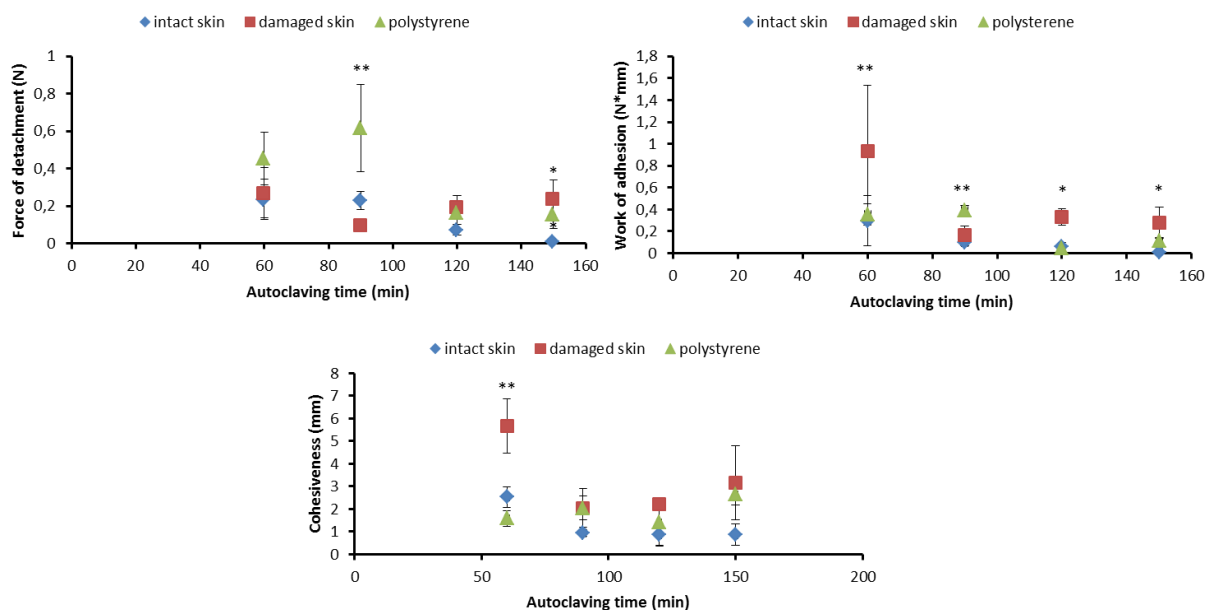 intact skin damaged skin polystyrene
1
0,8
0,6
0,4
0,2
0
0 20 40 60 80 100 120 140 160
Force of detachment (N)
Autoclaving time (min)
**
*
*
intact skin damaged skin polysterene
1,8
1,6
1,4
1,2
1
0,8
0,6
0,4
0,2
0
0 20 40 60 80 100 120 140 160
Work of adhesion (N*mm)
Autoclaving time (min)
**
**
*
*
intact skin damaged skin polystyrene
8
7
6
5
4
3
2
1
0
0 50 100 150 200
Cohesiveness (mm)
Autoclaving time (min)
**